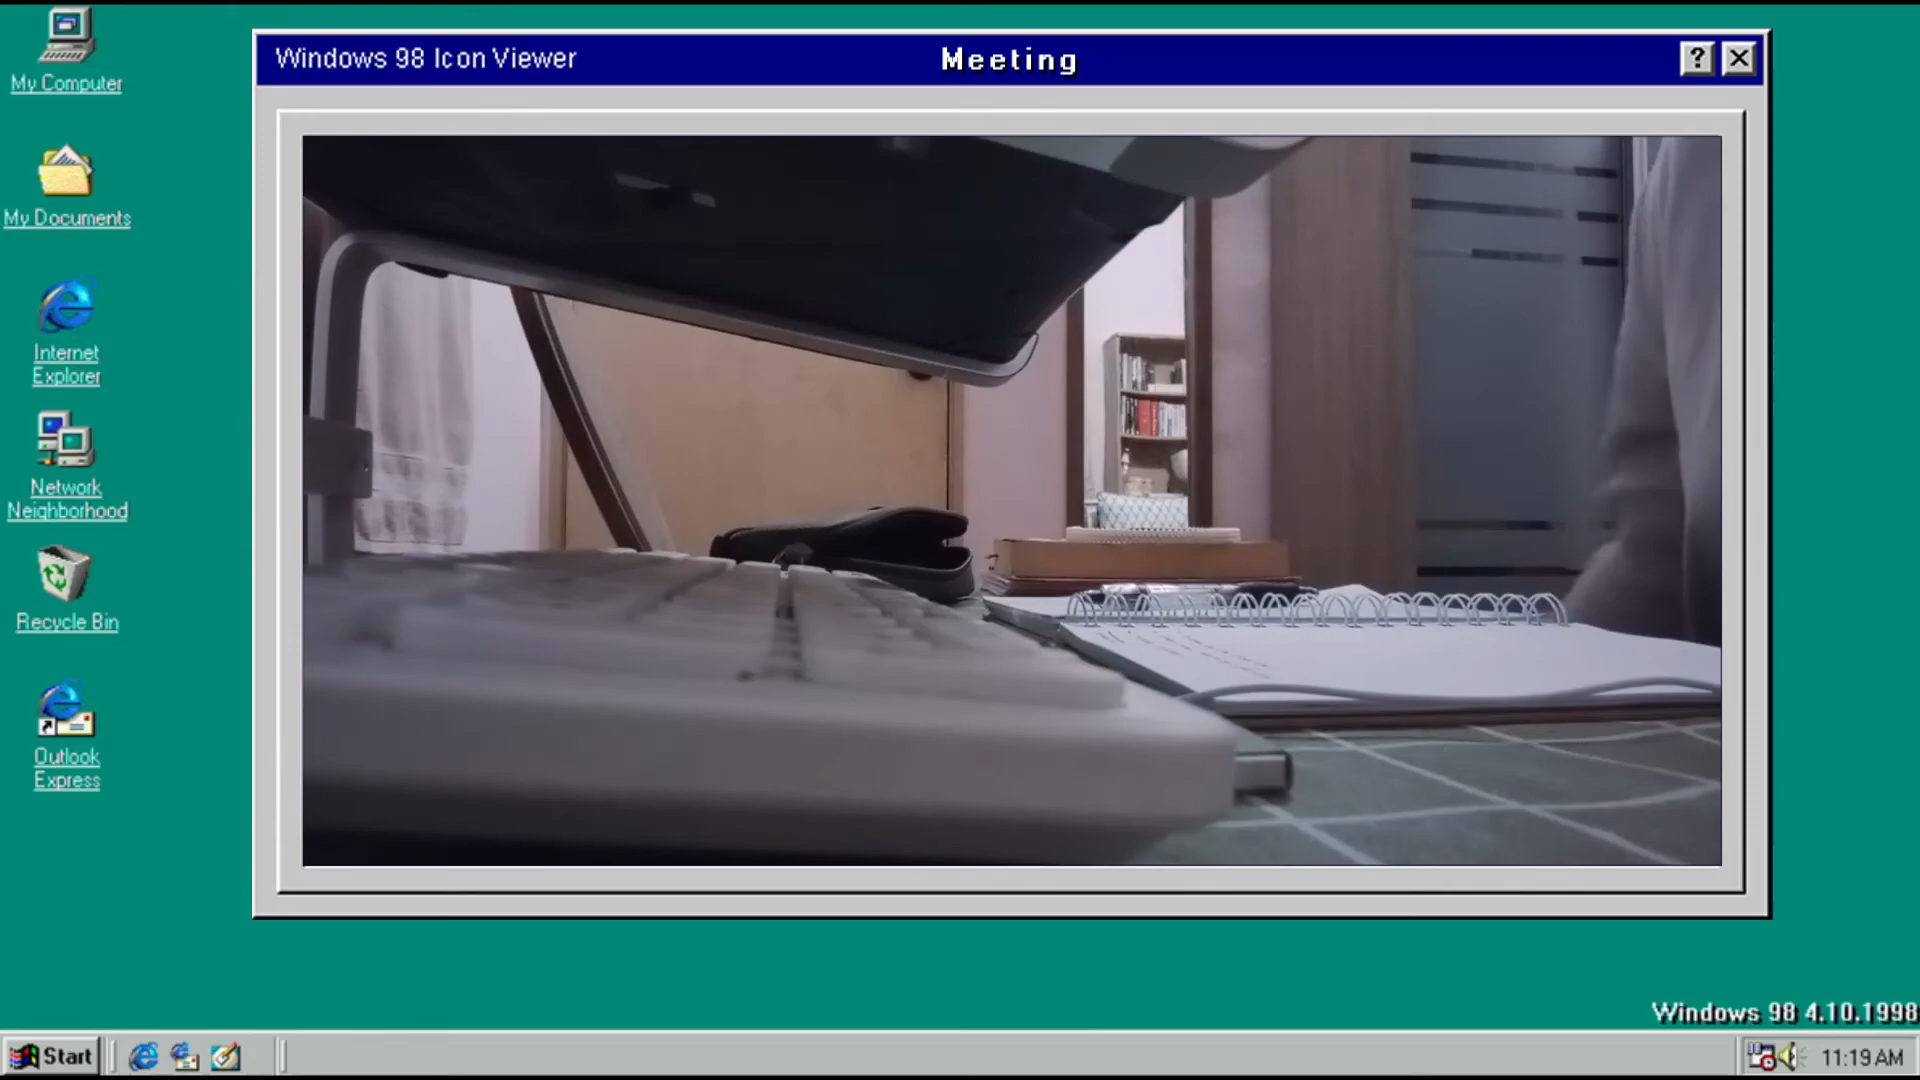 Windows 98 Icon Viewer
Meeting
My Computer
My Documents
Internet
Explorer
Network
Neighborhood
Recycle Bin
Outlook
Express
Windows 98 4.10.1998
Start
11:19 AM